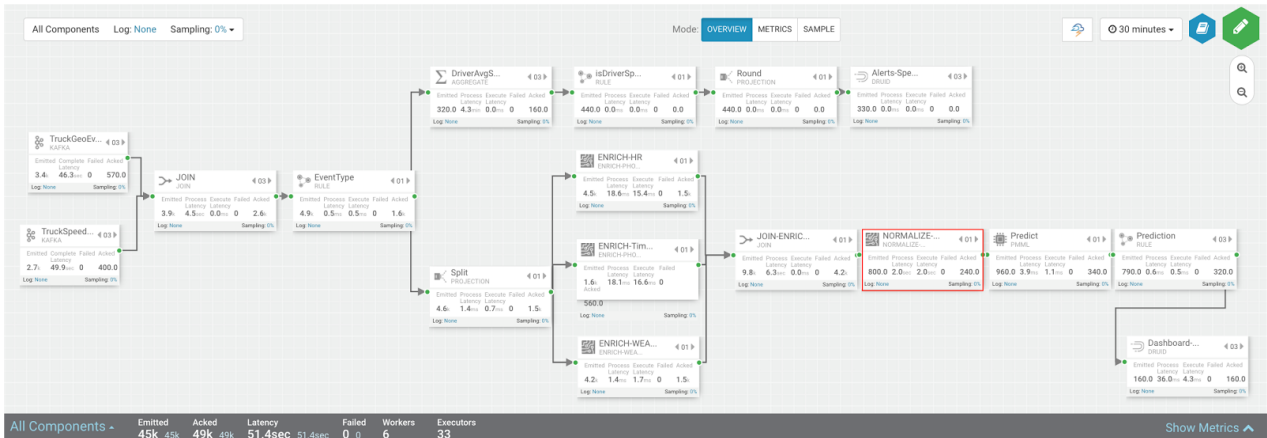 All Components Log: None Sampling: 0%
Mode: OVERVIEW METRICS SAMPLE
30 minutes
DriverAvgS... 03
AGGREGATE
Emitted Process Latency Execute Latency Failed Acked
320.0 4.3ms 0.0ms 0 160.0
Log: None Sampling: 0%
isDriverSp... 01
RULE
Emitted Process Latency Execute Latency Failed Acked
440.0 0.0ms 0.0ms 0 0.0
Log: None Sampling: 0%
Round 01
PROJECTION
Emitted Process Latency Execute Latency Failed Acked
440.0 0.0ms 0.0ms 0 0.0
Log: None Sampling: 0%
Alerts-Spe... 03
DRUID
Emitted Process Latency Execute Latency Failed Acked
330.0 0.0ms 0.0ms 0 0.0
Log: None Sampling: 0%
TruckGeoEv... 03
KAFKA
Emitted Complete Latency Failed Acked
3.4k 46.3sec 0 570.0
Log: None Sampling: 0%
TruckSpeed... 03
KAFKA
Emitted Complete Latency Failed Acked
2.7k 49.9sec 0 400.0
Log: None Sampling: 0%
JOIN 03
JOIN
Emitted Process Latency Execute Latency Failed Acked
3.9k 4.5sec 0.0ms 0 2.6k
Log: None Sampling: 0%
EventType 01
RULE
Emitted Process Latency Execute Latency Failed Acked
4.9k 0.5ms 0.5ms 0 1.6k
Log: None Sampling: 0%
Split 01
PROJECTION
Emitted Process Latency Execute Latency Failed Acked
4.6k 1.4ms 0.7ms 0 1.5k
Log: None Sampling: 0%
ENRICH-HR 01
ENRICH-PHO...
Emitted Process Latency Execute Latency Failed Acked
4.5k 18.6ms 15.4ms 0 1.5k
Log: None Sampling: 0%
ENRICH-Tim... 01
ENRICH-PHO...
Emitted Process Latency Execute Latency Failed
1.6k 18.1ms 16.6ms 0
Acked
560.0
Log: None Sampling: 0%
ENRICH-WEA... 01
ENRICH-WEA...
Emitted Process Latency Execute Latency Failed Acked
4.2k 1.4ms 1.7ms 0 1.5k
Log: None Sampling: 0%
JOIN-ENRIC... 01
JOIN
Emitted Process Latency Execute Latency Failed Acked
9.8k 6.3sec 0.0ms 0 4.2k
Log: None Sampling: 0%
NORMALIZE-... 01
NORMALIZE-...
Emitted Process Latency Execute Latency Failed Acked
800.0 2.0sec 2.0sec 0 240.0
Log: None Sampling: 0%
Predict 01
PMML
Emitted Process Latency Execute Latency Failed Acked
960.0 3.9ms 1.1ms 0 340.0
Log: None Sampling: 0%
Prediction 03
RULE
Emitted Process Latency Execute Latency Failed Acked
790.0 0.6ms 0.5ms 0 320.0
Log: None Sampling: 0%
Dashboard-... 03
DRUID
Emitted Process Latency Execute Latency Failed Acked
160.0 36.0ms 4.3ms 0 160.0
Log: None Sampling: 0%
All Components
Emitted Acked Latency Failed Workers Executors
45k 45k 49k 49k 51.4sec 51.4sec 0 0 6 33
Show Metrics